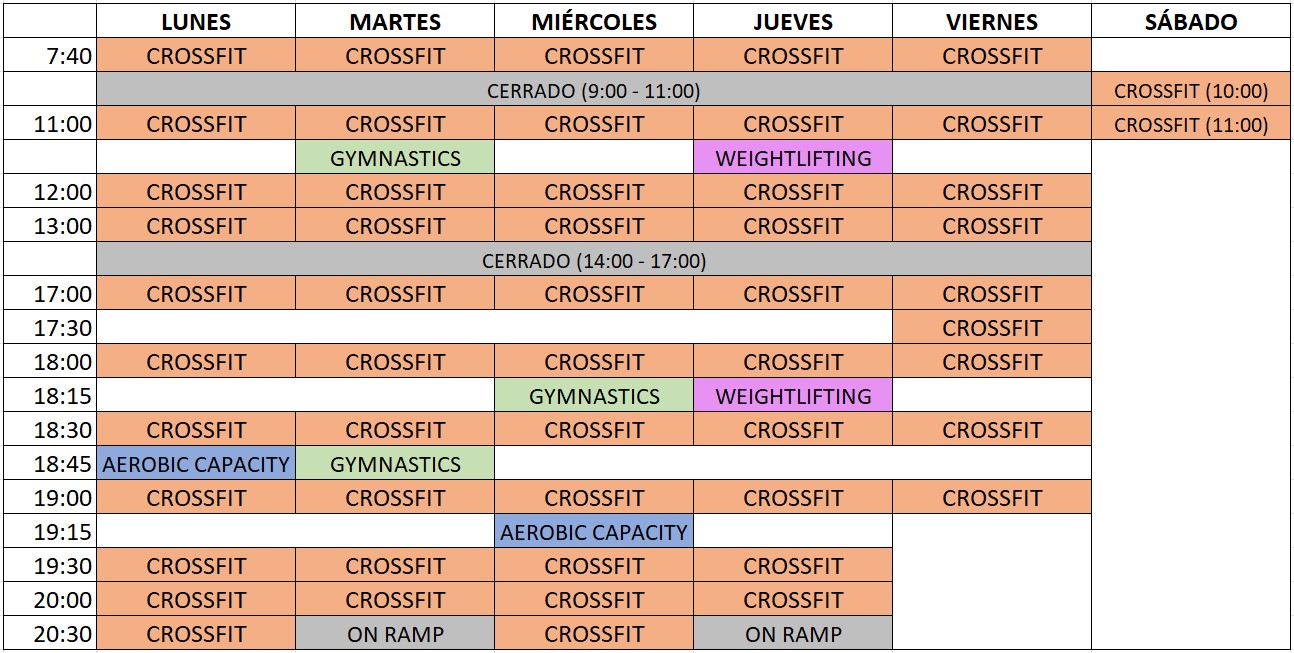 LUNES MARTES MIÉRCOLES JUEVES VIERNES SÁBADO
7:40 CROSSFIT CROSSFIT CROSSFIT CROSSFIT CROSSFIT
CERRADO (9:00 - 11:00) CROSSFIT (10:00)
11:00 CROSSFIT CROSSFIT CROSSFIT CROSSFIT CROSSFIT CROSSFIT (11:00)
GYMNASTICS WEIGHTLIFTING
12:00 CROSSFIT CROSSFIT CROSSFIT CROSSFIT CROSSFIT
13:00 CROSSFIT CROSSFIT CROSSFIT CROSSFIT CROSSFIT
CERRADO (14:00 - 17:00)
17:00 CROSSFIT CROSSFIT CROSSFIT CROSSFIT CROSSFIT
17:30 CROSSFIT
18:00 CROSSFIT CROSSFIT CROSSFIT CROSSFIT CROSSFIT
18:15 GYMNASTICS WEIGHTLIFTING
18:30 CROSSFIT CROSSFIT CROSSFIT CROSSFIT CROSSFIT
18:45 AEROBIC CAPACITY GYMNASTICS
19:00 CROSSFIT CROSSFIT CROSSFIT CROSSFIT CROSSFIT
19:15 AEROBIC CAPACITY
19:30 CROSSFIT CROSSFIT CROSSFIT CROSSFIT
20:00 CROSSFIT CROSSFIT CROSSFIT CROSSFIT
20:30 CROSSFIT ON RAMP CROSSFIT ON RAMP